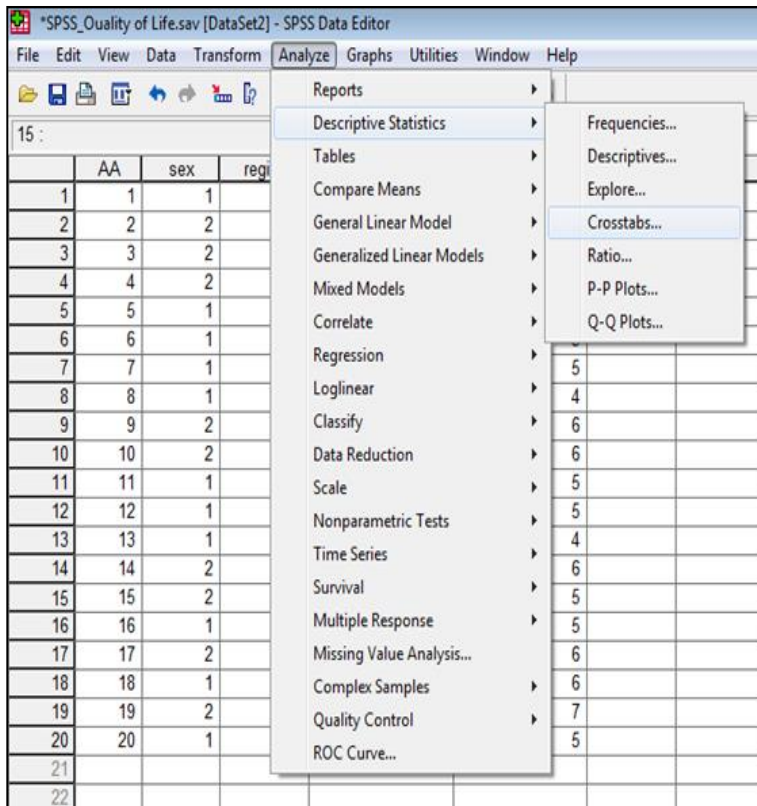 *SPSS_Ouality of Life.sav [DataSet2] - SPSS Data Editor
File Edit View Data Transform Analyze Graphs Utilities Window Help
15 :
AA sex regi
1 1 1
2 2 2
3 3 2
4 4 2
5 5 1
6 6 1
7 7 1 5
8 8 1 4
9 9 2 6
10 10 2 6
11 11 1 5
12 12 1 5
13 13 1 4
14 14 2 6
15 15 2 5
16 16 1 5
17 17 2 6
18 18 1 6
19 19 2 7
20 20 1 5
21
22
Reports
Descriptive Statistics
Tables
Compare Means
General Linear Model
Generalized Linear Models
Mixed Models
Correlate
Regression
Loglinear
Classify
Data Reduction
Scale
Nonparametric Tests
Time Series
Survival
Multiple Response
Missing Value Analysis...
Complex Samples
Quality Control
ROC Curve...
Frequencies...
Descriptives...
Explore...
Crosstabs...
Ratio...
P-P Plots...
Q-Q Plots...